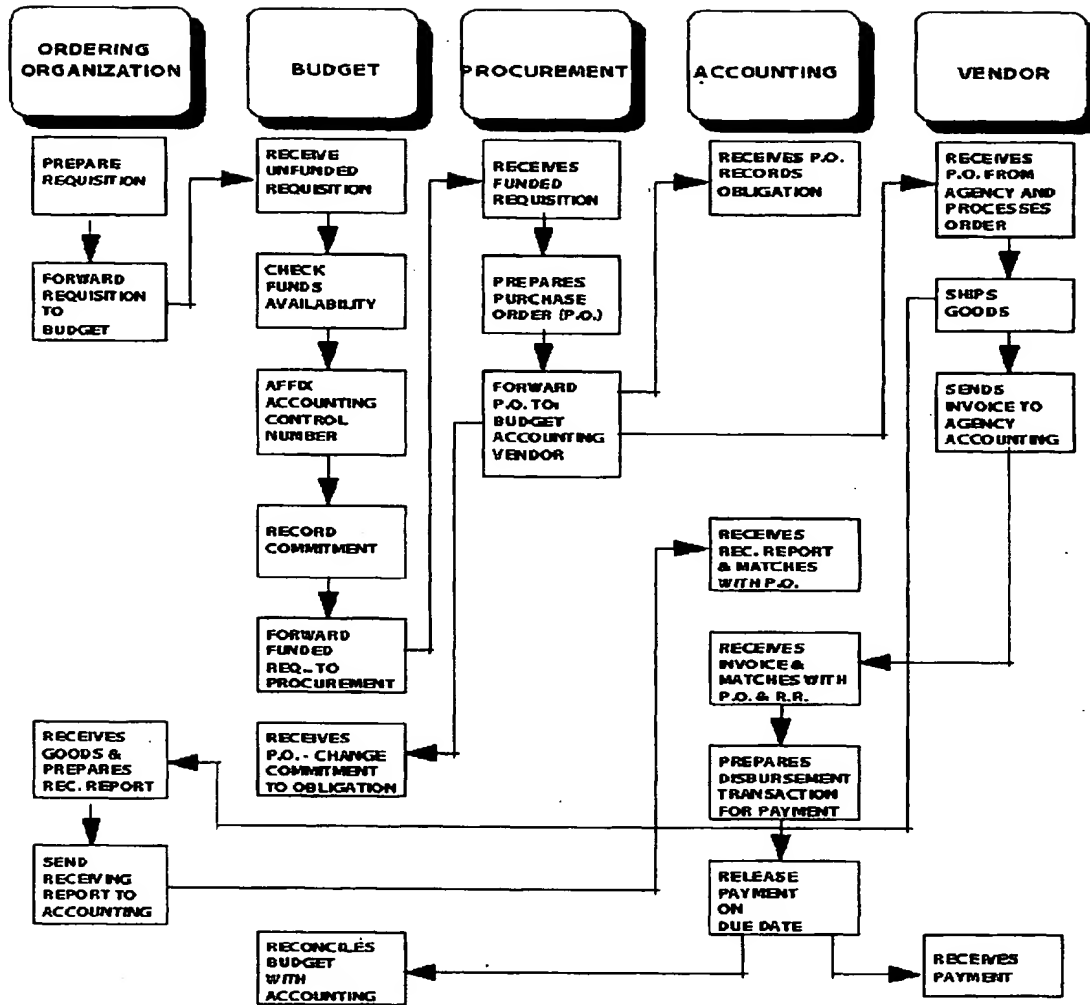 ORDERING
ORGANIZATION
BUDGET
PROCUREMENT
ACCOUNTING
VENDOR
PREPARE
REQUISITION
FORWARD
REQUISITION
TO
BUDGET
RECEIVES
GOODS &
PREPARES
REC. REPORT
SEND
RECEIVING
REPORT TO
ACCOUNTING
RECEIVE
UNFUNDED
REQUISITION
CHECK
FUNDS
AVAILABILITY
AFFIX
ACCOUNTING
CONTROL
NUMBER
RECORD
COMMITMENT
FORWARD
FUNDED
REQ. TO
PROCUREMENT
RECEIVES
P.O. - CHANGE
COMMITMENT
TO OBLIGATION
RECONCILES
BUDGET
WITH
ACCOUNTING
RECEIVES
FUNDED
REQUISITION
PREPARES
PURCHASE
ORDER (P.O.)
FORWARD
P.O. TO:
BUDGET
ACCOUNTING
VENDOR
RECEIVES P.O.
RECORDS
OBLIGATION
RECEIVES
REC. REPORT
& MATCHES
WITH P.O.
RECEIVES
INVOICE &
MATCHES WITH
P.O. & R.R.
PREPARES
DISBURSEMENT
TRANSACTION
FOR PAYMENT
RELEASE
PAYMENT
ON
DUE DATE
RECEIVES
P.O. FROM
AGENCY AND
PROCESSES
ORDER
SHIPS
GOODS
SENDS
INVOICE TO
AGENCY
ACCOUNTING
RECEIVES
PAYMENT